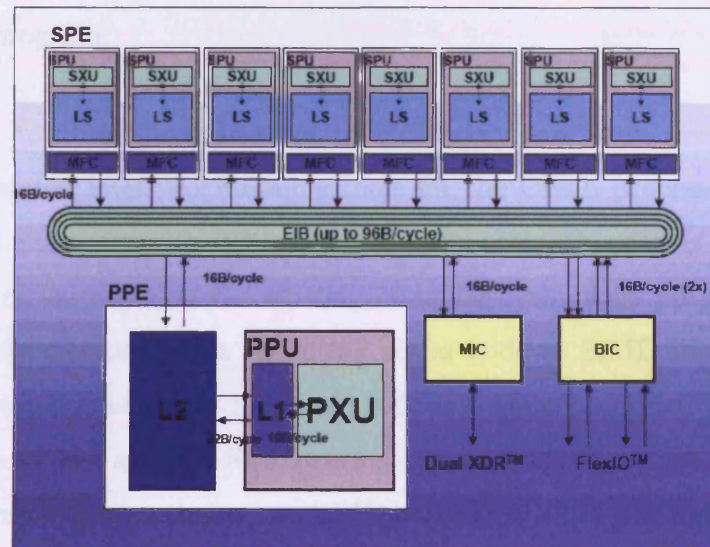 SPE
SPU SPU SPU SPU SPU SPU SPU SPU
SXU SXU SXU SXU SXU SXU SXU SXU
LS LS LS LS LS LS LS LS
MFC MFC MFC MFC MFC MFC MFC MFC
16B/cycle
EIB (up to 96B/cycle)
16B/cycle 16B/cycle 16B/cycle (2x)
PPE
PPU
MIC BIC
L2 L1 PXU
32B/cycle 16B/cycle
Dual XDR™ FlexIO™